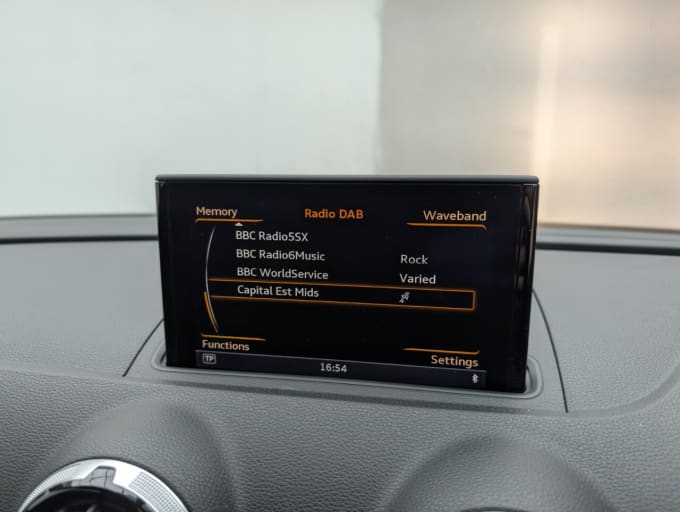 Memory Radio DAB Waveband
BBC Radio5SX
BBC Radio6Music Rock
BBC WorldService Varied
Capital Est Mids
Functions Settings
TP 16:54